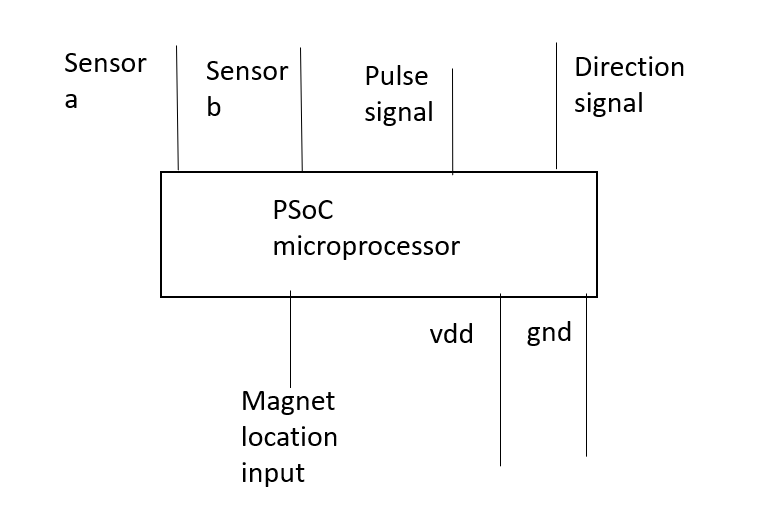 Sensor
a
Sensor
b
Pulse
signal
Direction
signal
PSoC
microprocessor
vdd
gnd
Magnet
location
input